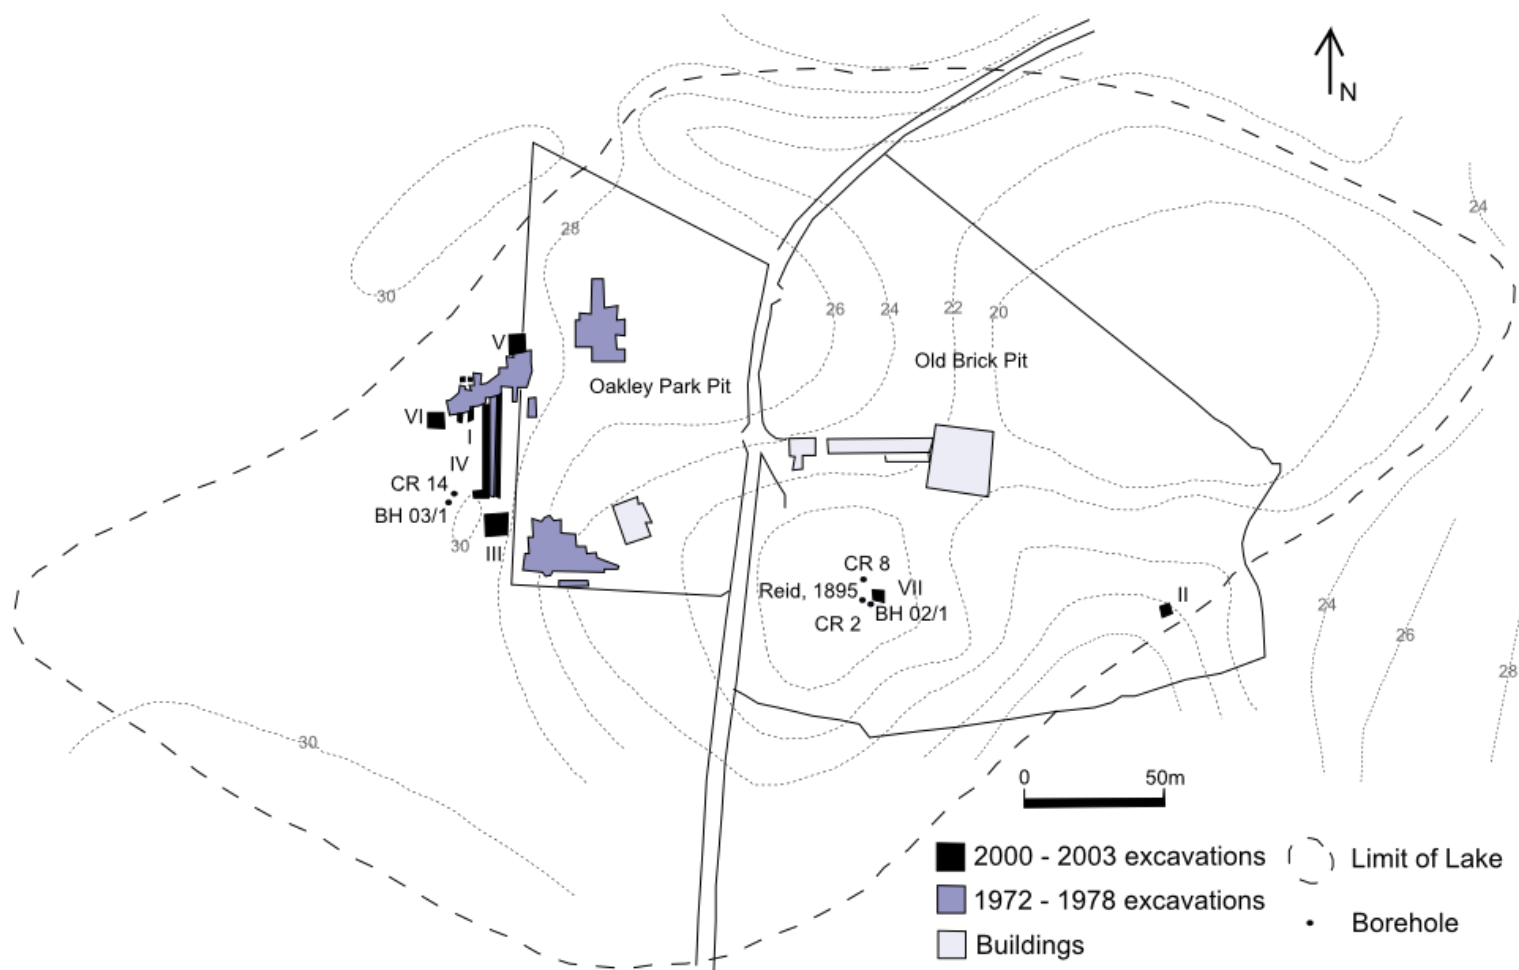 N
24
28
30
26
24
22
20
V
Oakley Park Pit
Old Brick Pit
VI
I
IV
CR 14
BH 03/1
30
III
CR 8
Reid, 1895
VII
BH 02/1
CR 2
II
24
26
28
30
0 50m
2000 - 2003 excavations
Limit of Lake
1972 - 1978 excavations
Borehole
Buildings